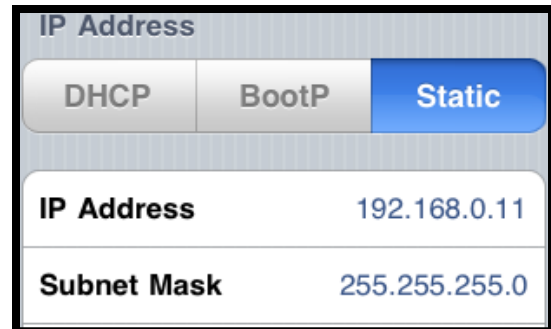 IP Address
DHCP BootP Static
IP Address 192.168.0.11
Subnet Mask 255.255.255.0